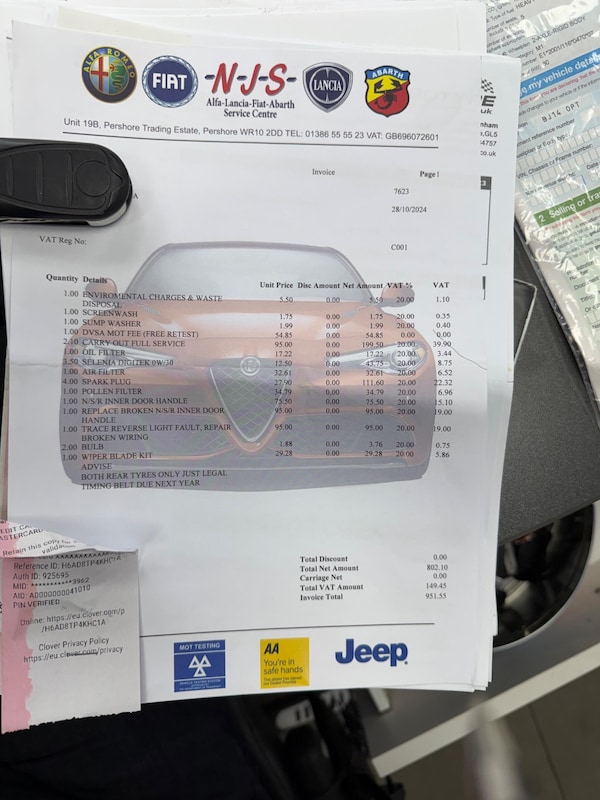 ALFA ROMEO
FIAT
-N-J-S-
Alfa-Lancia-Fiat-Abarth
Service Centre
LANCIA
ABARTH
Unit 19B, Pershore Trading Estate, Pershore WR10 2DD TEL: 01386 55 55 23 VAT: GB696072601
Invoice Page 1
7623
28/10/2024
A
VAT Reg No: C001
Quantity Details Unit Price Disc Amount Net Amount VAT % VAT
1.00 ENVIROMENTAL CHARGES & WASTE DISPOSAL 5.50 0.00 5.50 20.00 1.10
1.00 SCREENWASH 1.75 0.00 1.75 20.00 0.35
1.00 SUMP WASHER 1.99 0.00 1.99 20.00 0.40
1.00 DVSA MOT FEE (FREE RETEST) 54.85 0.00 54.85 0.00 0.00
2.10 CARRY OUT FULL SERVICE 95.00 0.00 199.50 20.00 39.90
1.00 OIL FILTER 17.22 0.00 17.22 20.00 3.44
3.50 SELENIA DIGITEK 0W/30 12.50 0.00 43.75 20.00 8.75
1.00 AIR FILTER 32.61 0.00 32.61 20.00 6.52
4.00 SPARK PLUG 27.90 0.00 111.60 20.00 22.32
1.00 POLLEN FILTER 34.79 0.00 34.79 20.00 6.96
1.00 N/S/R INNER DOOR HANDLE 75.50 0.00 75.50 20.00 15.10
1.00 REPLACE BROKEN N/S/R INNER DOOR HANDLE 95.00 0.00 95.00 20.00 19.00
1.00 TRACE REVERSE LIGHT FAULT, REPAIR BROKEN WIRING 95.00 0.00 95.00 20.00 19.00
2.00 BULB 1.88 0.00 3.76 20.00 0.75
1.00 WIPER BLADE KIT 29.28 0.00 29.28 20.00 5.86
ADVISE
BOTH REAR TYRES ONLY JUST LEGAL
TIMING BELT DUE NEXT YEAR
Total Discount 0.00
Total Net Amount 802.10
Carriage Net 0.00
Total VAT Amount 149.45
Invoice Total 951.55
MOT TESTING
AA
You're in
safe hands
Jeep
Retain this copy for
Reference ID: H6AD8TP4KHC1A
Auth ID: 925695
MID: **********3962
AID: A0000000041010
PIN VERIFIED
Online: https://eu.clover.com/p
/H6AD8TP4KHC1A
Clover Privacy Policy
https://eu.clover.com/privacy
2-AXLE-RIGID BODY
BJ14 0PT
2 Selling or tra